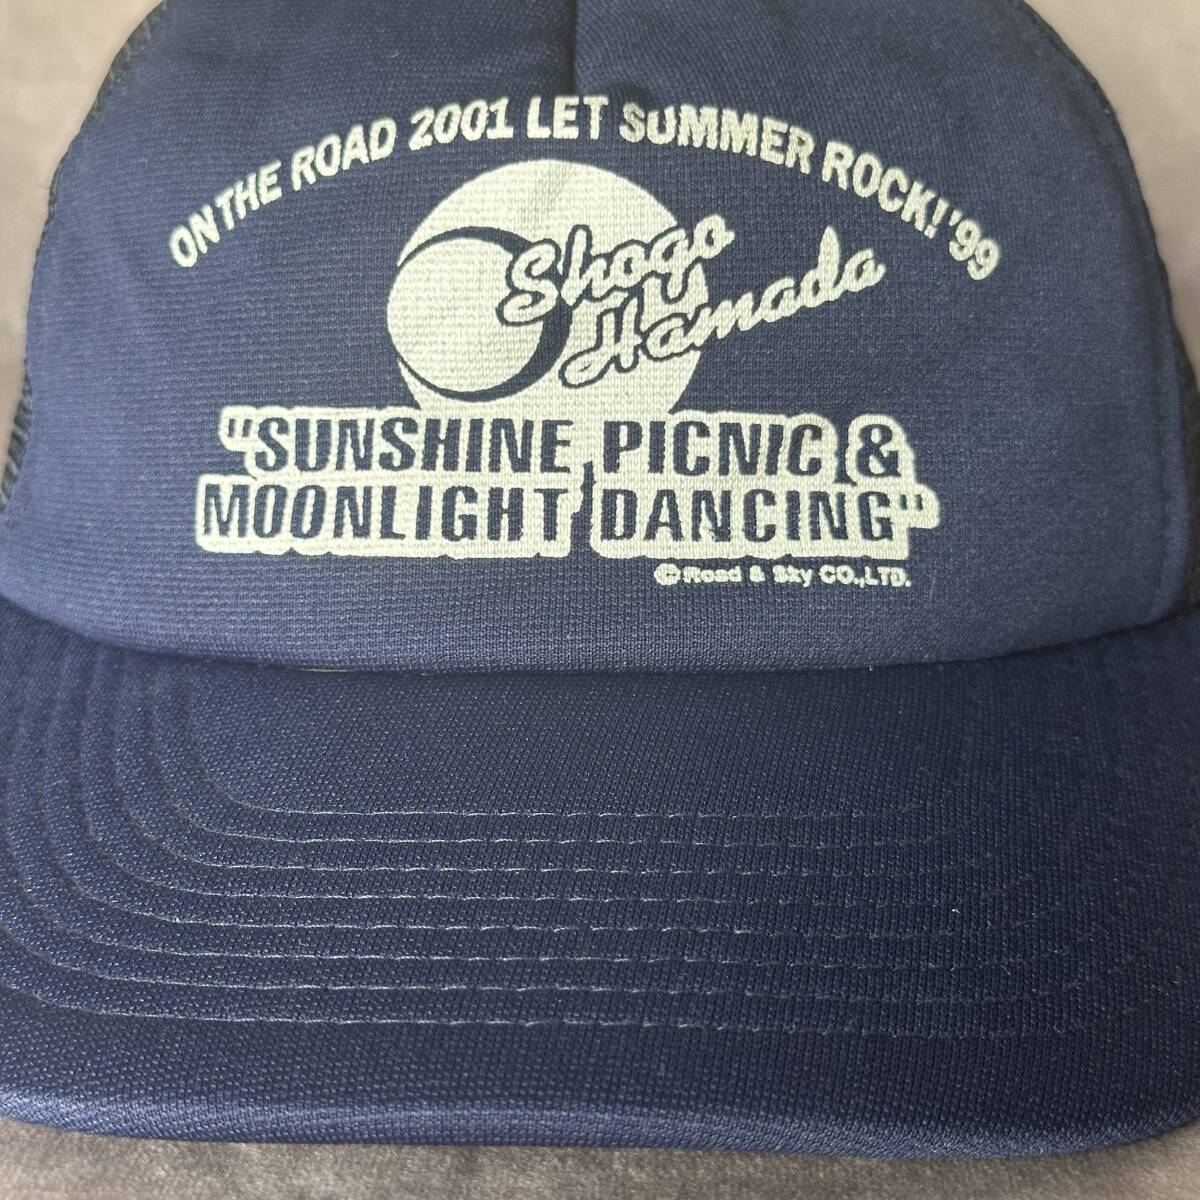 ON THE ROAD 2001 LET SUMMER ROCK! '99
Shogo
Hamada
"SUNSHINE PICNIC &
MOONLIGHT DANCING"
© Road & Sky CO.,LTD.